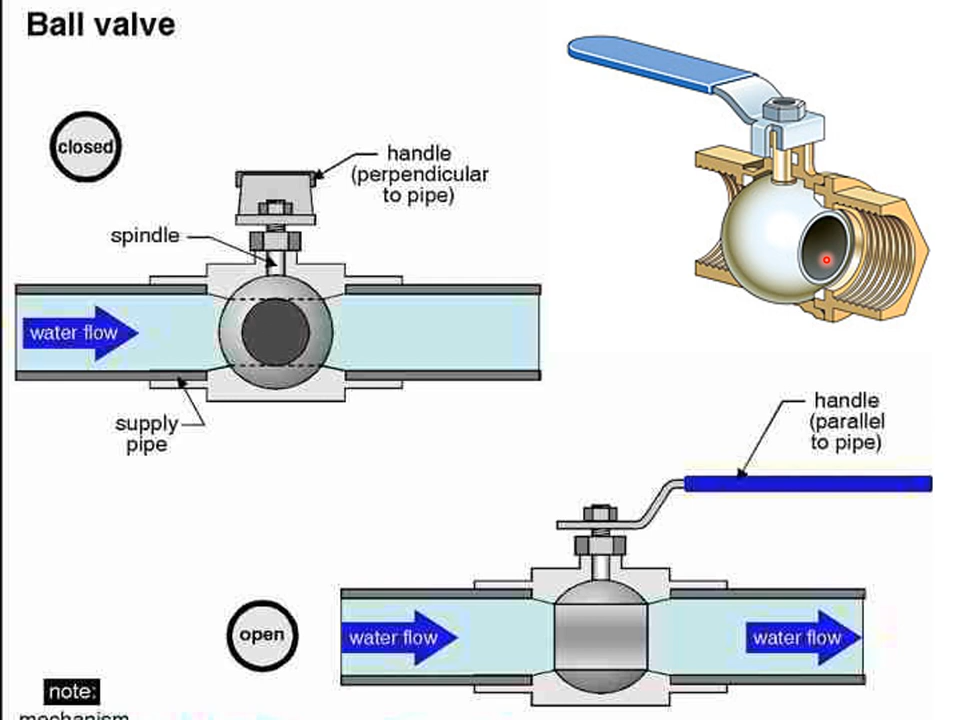 Ball valve
closed
handle
(perpendicular
to pipe)
spindle
water flow
supply
pipe
handle
(parallel
to pipe)
open
water flow
water flow
note:
mechanism